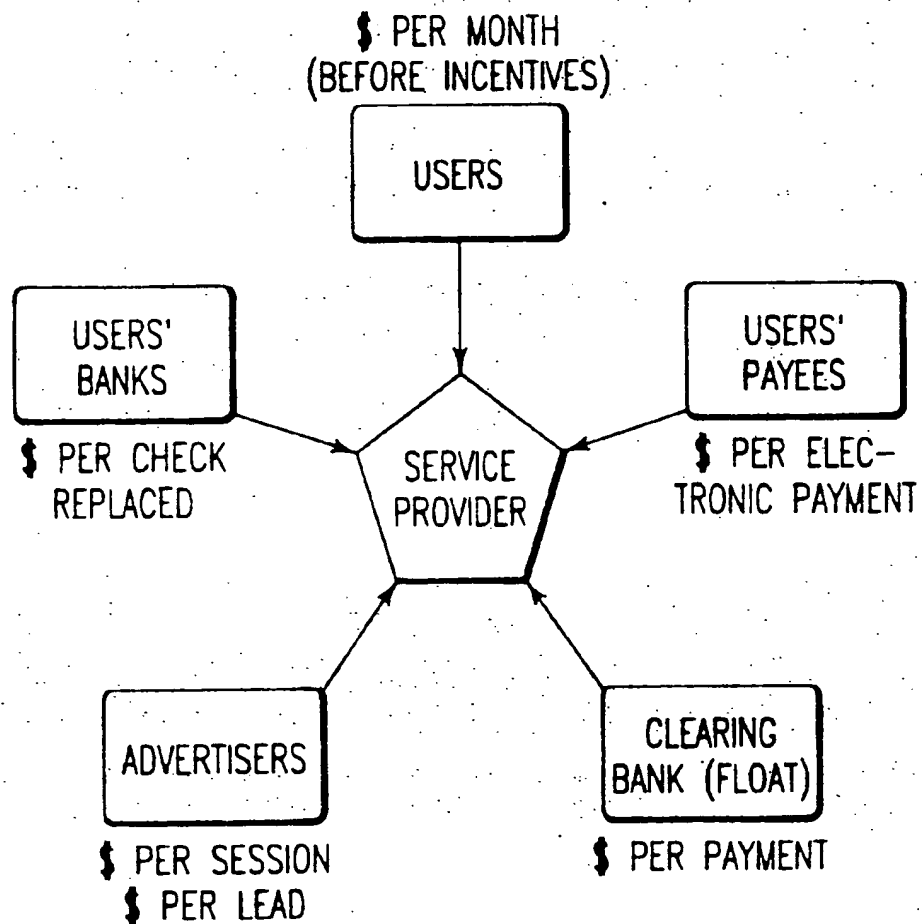 $ PER MONTH
(BEFORE INCENTIVES)
USERS
USERS'
BANKS
$ PER CHECK
REPLACED
USERS'
PAYEES
$ PER ELEC-
TRONIC PAYMENT
SERVICE
PROVIDER
ADVERTISERS
$ PER SESSION
$ PER LEAD
CLEARING
BANK (FLOAT)
$ PER PAYMENT